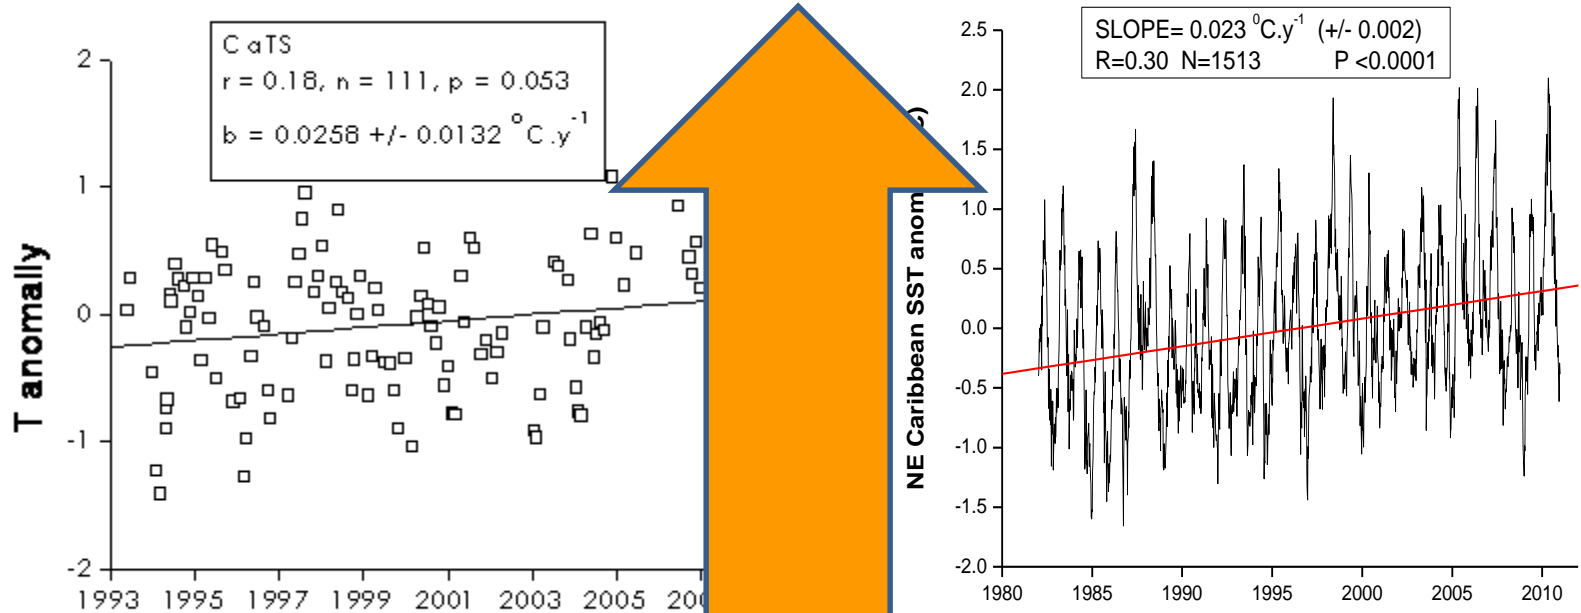 CaTS
r = 0.18, n = 111, p = 0.053
b = 0.0258 +/- 0.0132 °C.y-1
T anomally
2
1
0
-1
-2
1993 1995 1997 1999 2001 2003 2005
SLOPE= 0.023 ⁰C.y-1 (+/- 0.002)
R=0.30 N=1513 P <0.0001
NE Caribbean SST
2.5
2.0
1.5
1.0
0.5
0.0
-0.5
-1.0
-1.5
-2.0
1980 1985 1990 1995 2000 2005 2010